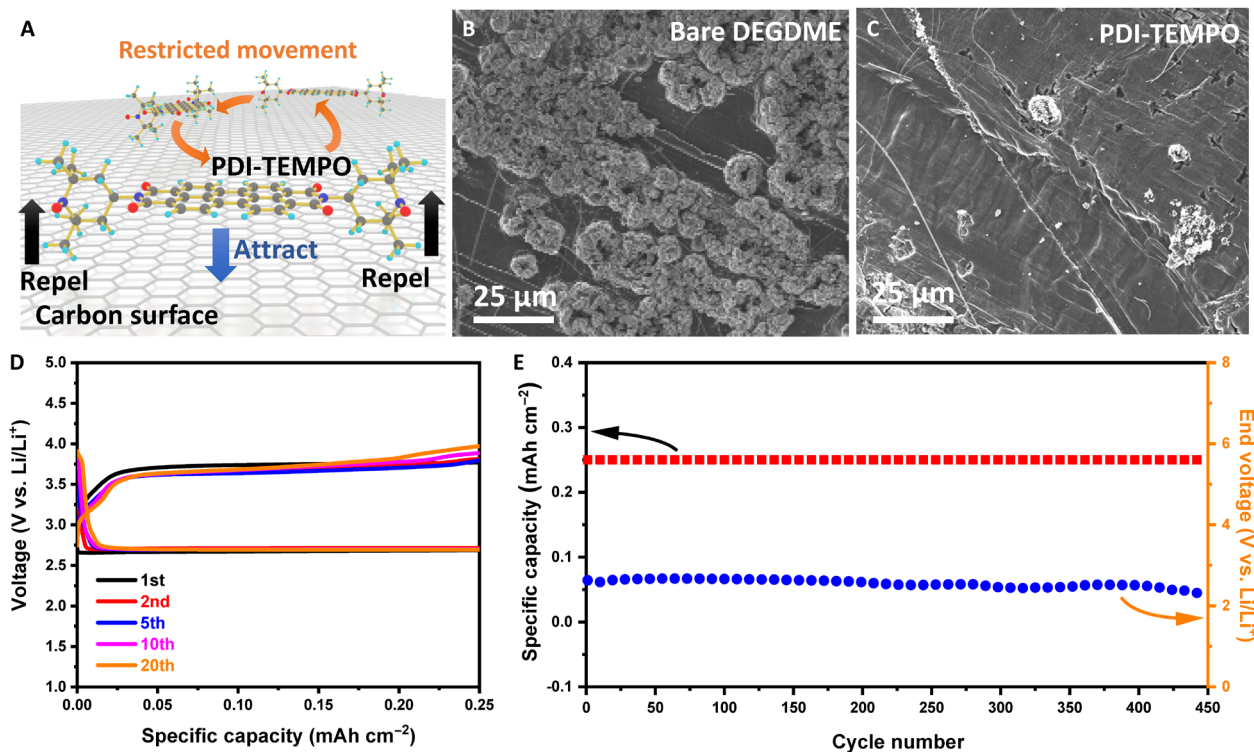 A
Restricted movement
PDI-TEMPO
Attract
Repel
Repel
Carbon surface
B
Bare DEGDME
25 μm
C
PDI-TEMPO
25 μm
D
Voltage (V vs. Li/Li⁺)
5.0
4.5
4.0
3.5
3.0
2.5
2.0
1.5
1.0
1st
2nd
5th
10th
20th
0.00
0.05
0.10
0.15
0.20
0.25
Specific capacity (mAh cm⁻²)
E
Specific capacity (mAh cm⁻²)
0.4
0.3
0.2
0.1
0.0
-0.1
0
50
100
150
200
250
300
350
400
450
Cycle number
8
6
4
2
0
End voltage (V vs. Li/Li⁺)